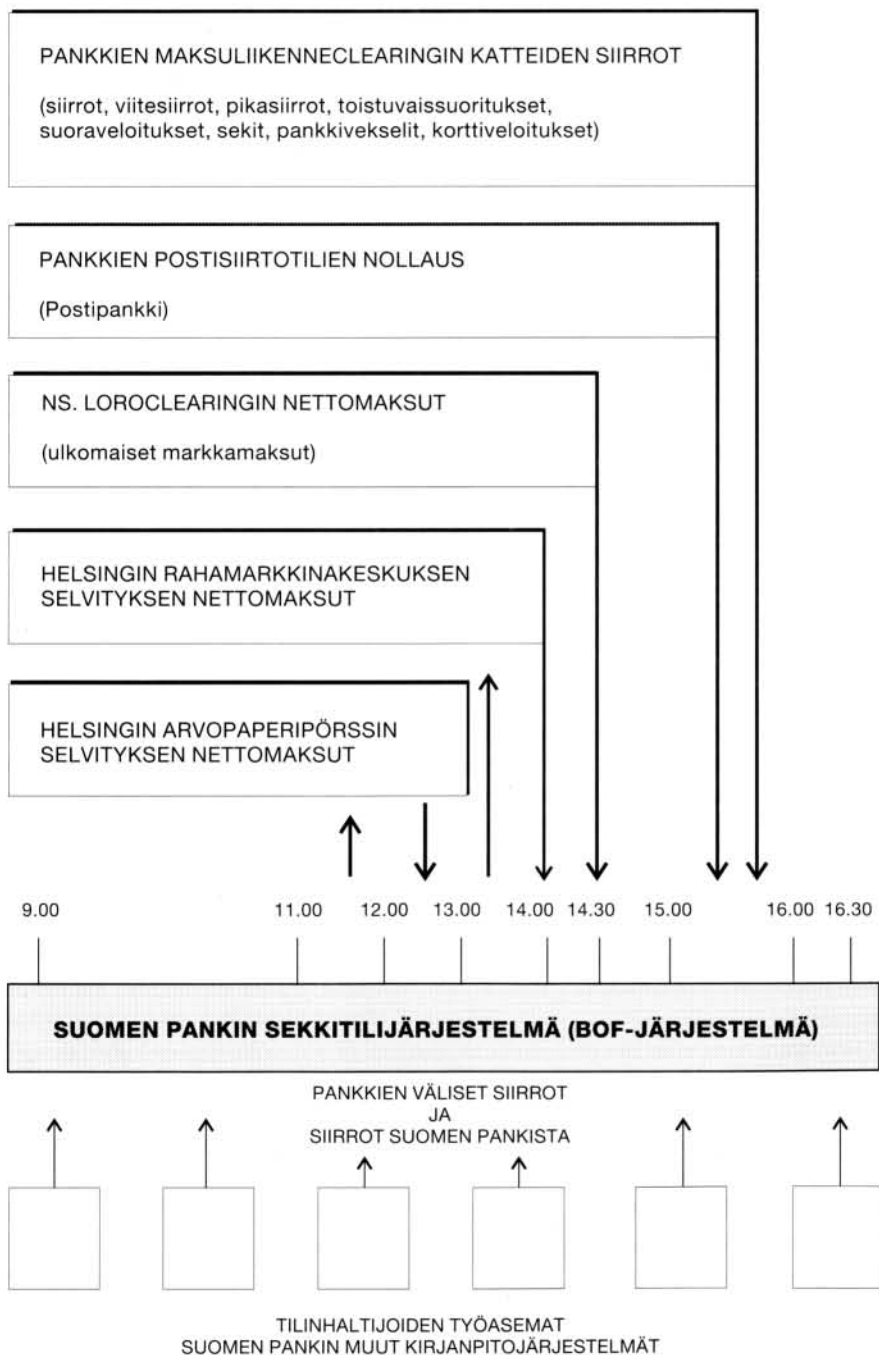 PANKKIEN MAKSULIIKENNECLEARINGIN KATTEIDEN SIIRROT
(siirrot, viitesiirrot, pikasiirrot, toistuvaissuoritukset,
suoraveloitukset, sekit, pankkivekselit, korttiveloitukset)
PANKKIEN POSTISIIRTOTILIEN NOLLAUS
(Postipankki)
NS. LOROCLEARINGIN NETTOMAKSUT
(ulkomaiset markkamaksut)
HELSINGIN RAHAMARKKINAKESKUKSEN
SELVITYKSEN NETTOMAKSUT
HELSINGIN ARVOPAPERIPÖRSSIN
SELVITYKSEN NETTOMAKSUT
9.00 11.00 12.00 13.00 14.00 14.30 15.00 16.00 16.30
SUOMEN PANKIN SEKKITILIJÄRJESTELMÄ (BOF-JÄRJESTELMÄ)
PANKKIEN VÄLISET SIIRROT
JA
SIIRROT SUOMEN PANKISTA
TILINHALTIJOIDEN TYÖASEMAT
SUOMEN PANKIN MUUT KIRJANPITOJÄRJESTELMÄT